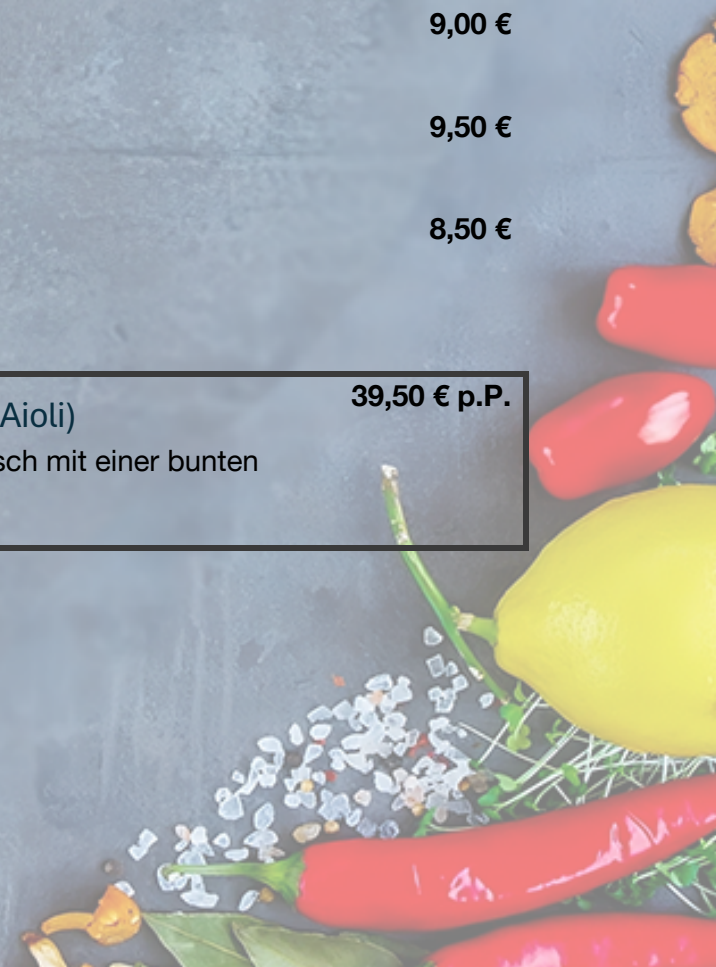 9,00 €
9,50 €
8,50 €
39,50 € p.P.
Aioli)
sch mit einer bunten